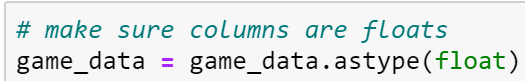 # make sure columns are floats
game_data = game_data.astype(float)